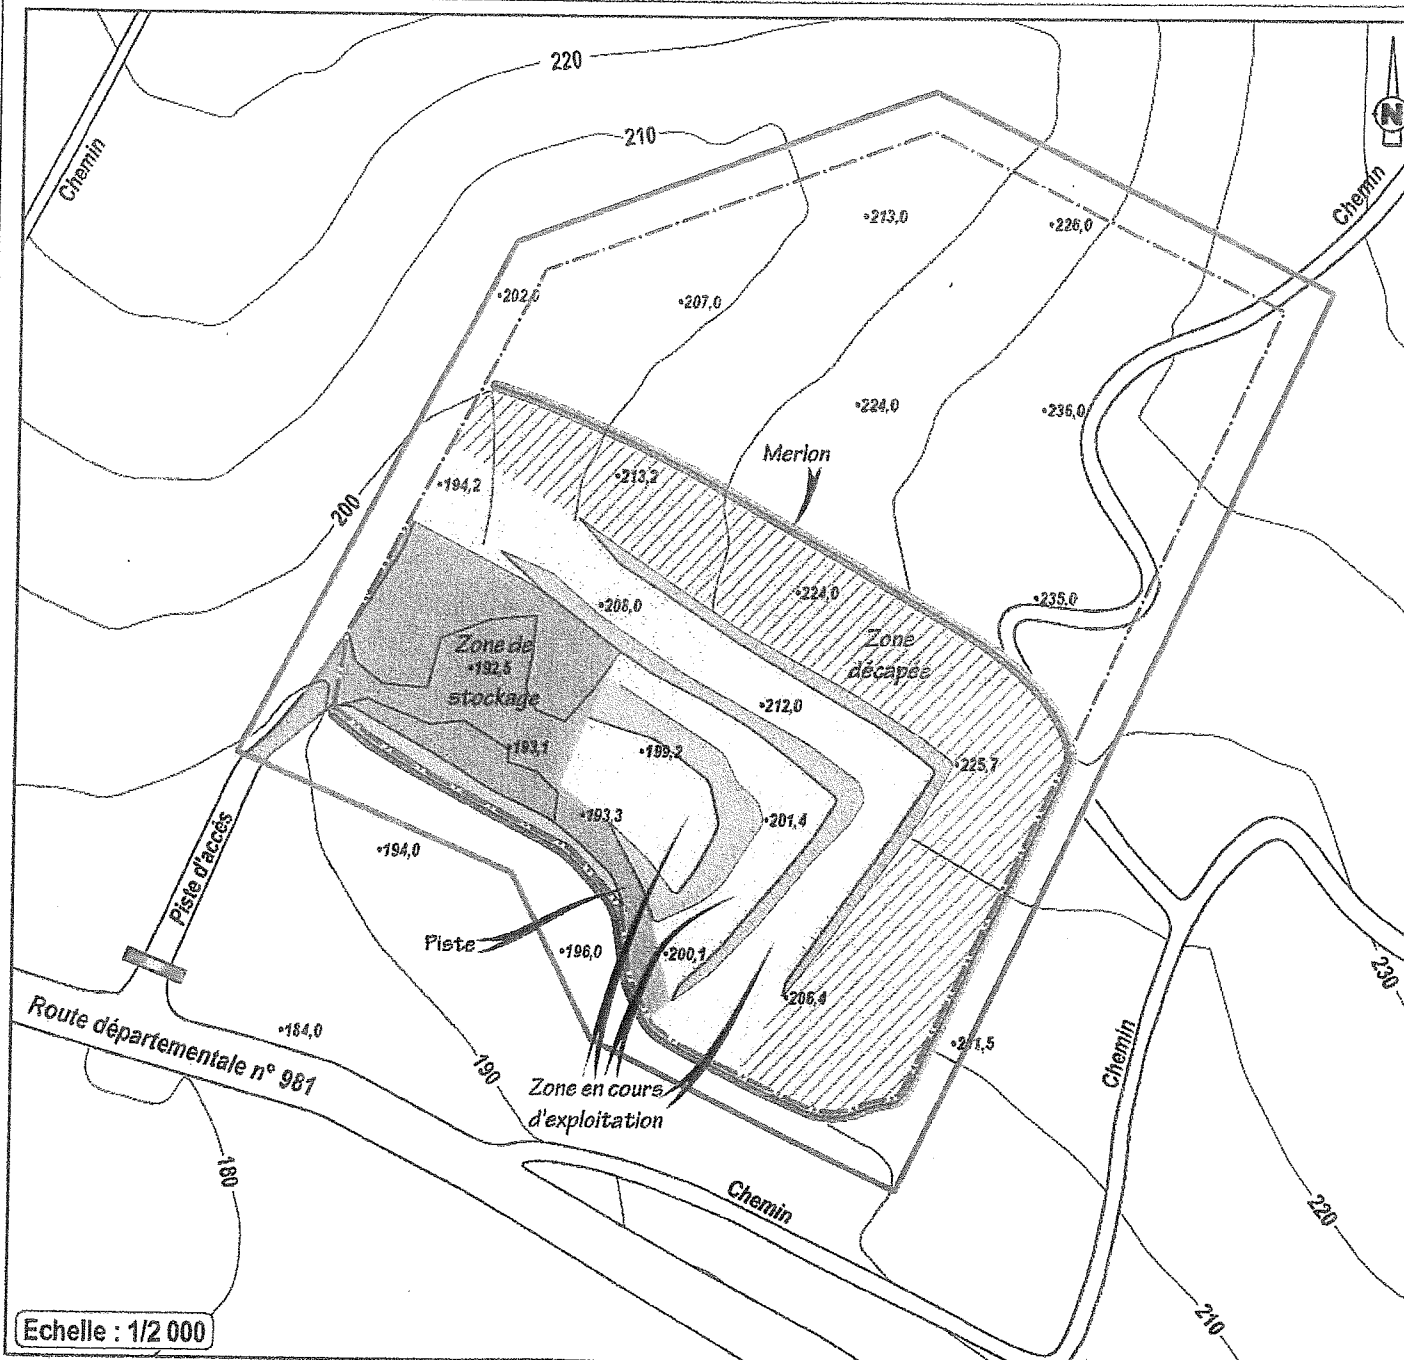 220
210
N
Chemin
Chemin
•213,0
•226,0
•202,0
•207,0
•224,0
•236,0
Merlon
•213,2
•194,2
200
•224,0
•235,0
•208,0
Zone
décapée
Zone de
•192,5
stockage
•212,0
•193,1
•199,2
•225,7
•193,3
•201,4
•194,0
Piste d'accés
Piste
•196,0
•200,1
•206,4
230
Route départementale n° 981
•184,0
•211,5
190
Zone en cours
d'exploitation
Chemin
180
Chemin
220
210
Echelle : 1/2 000